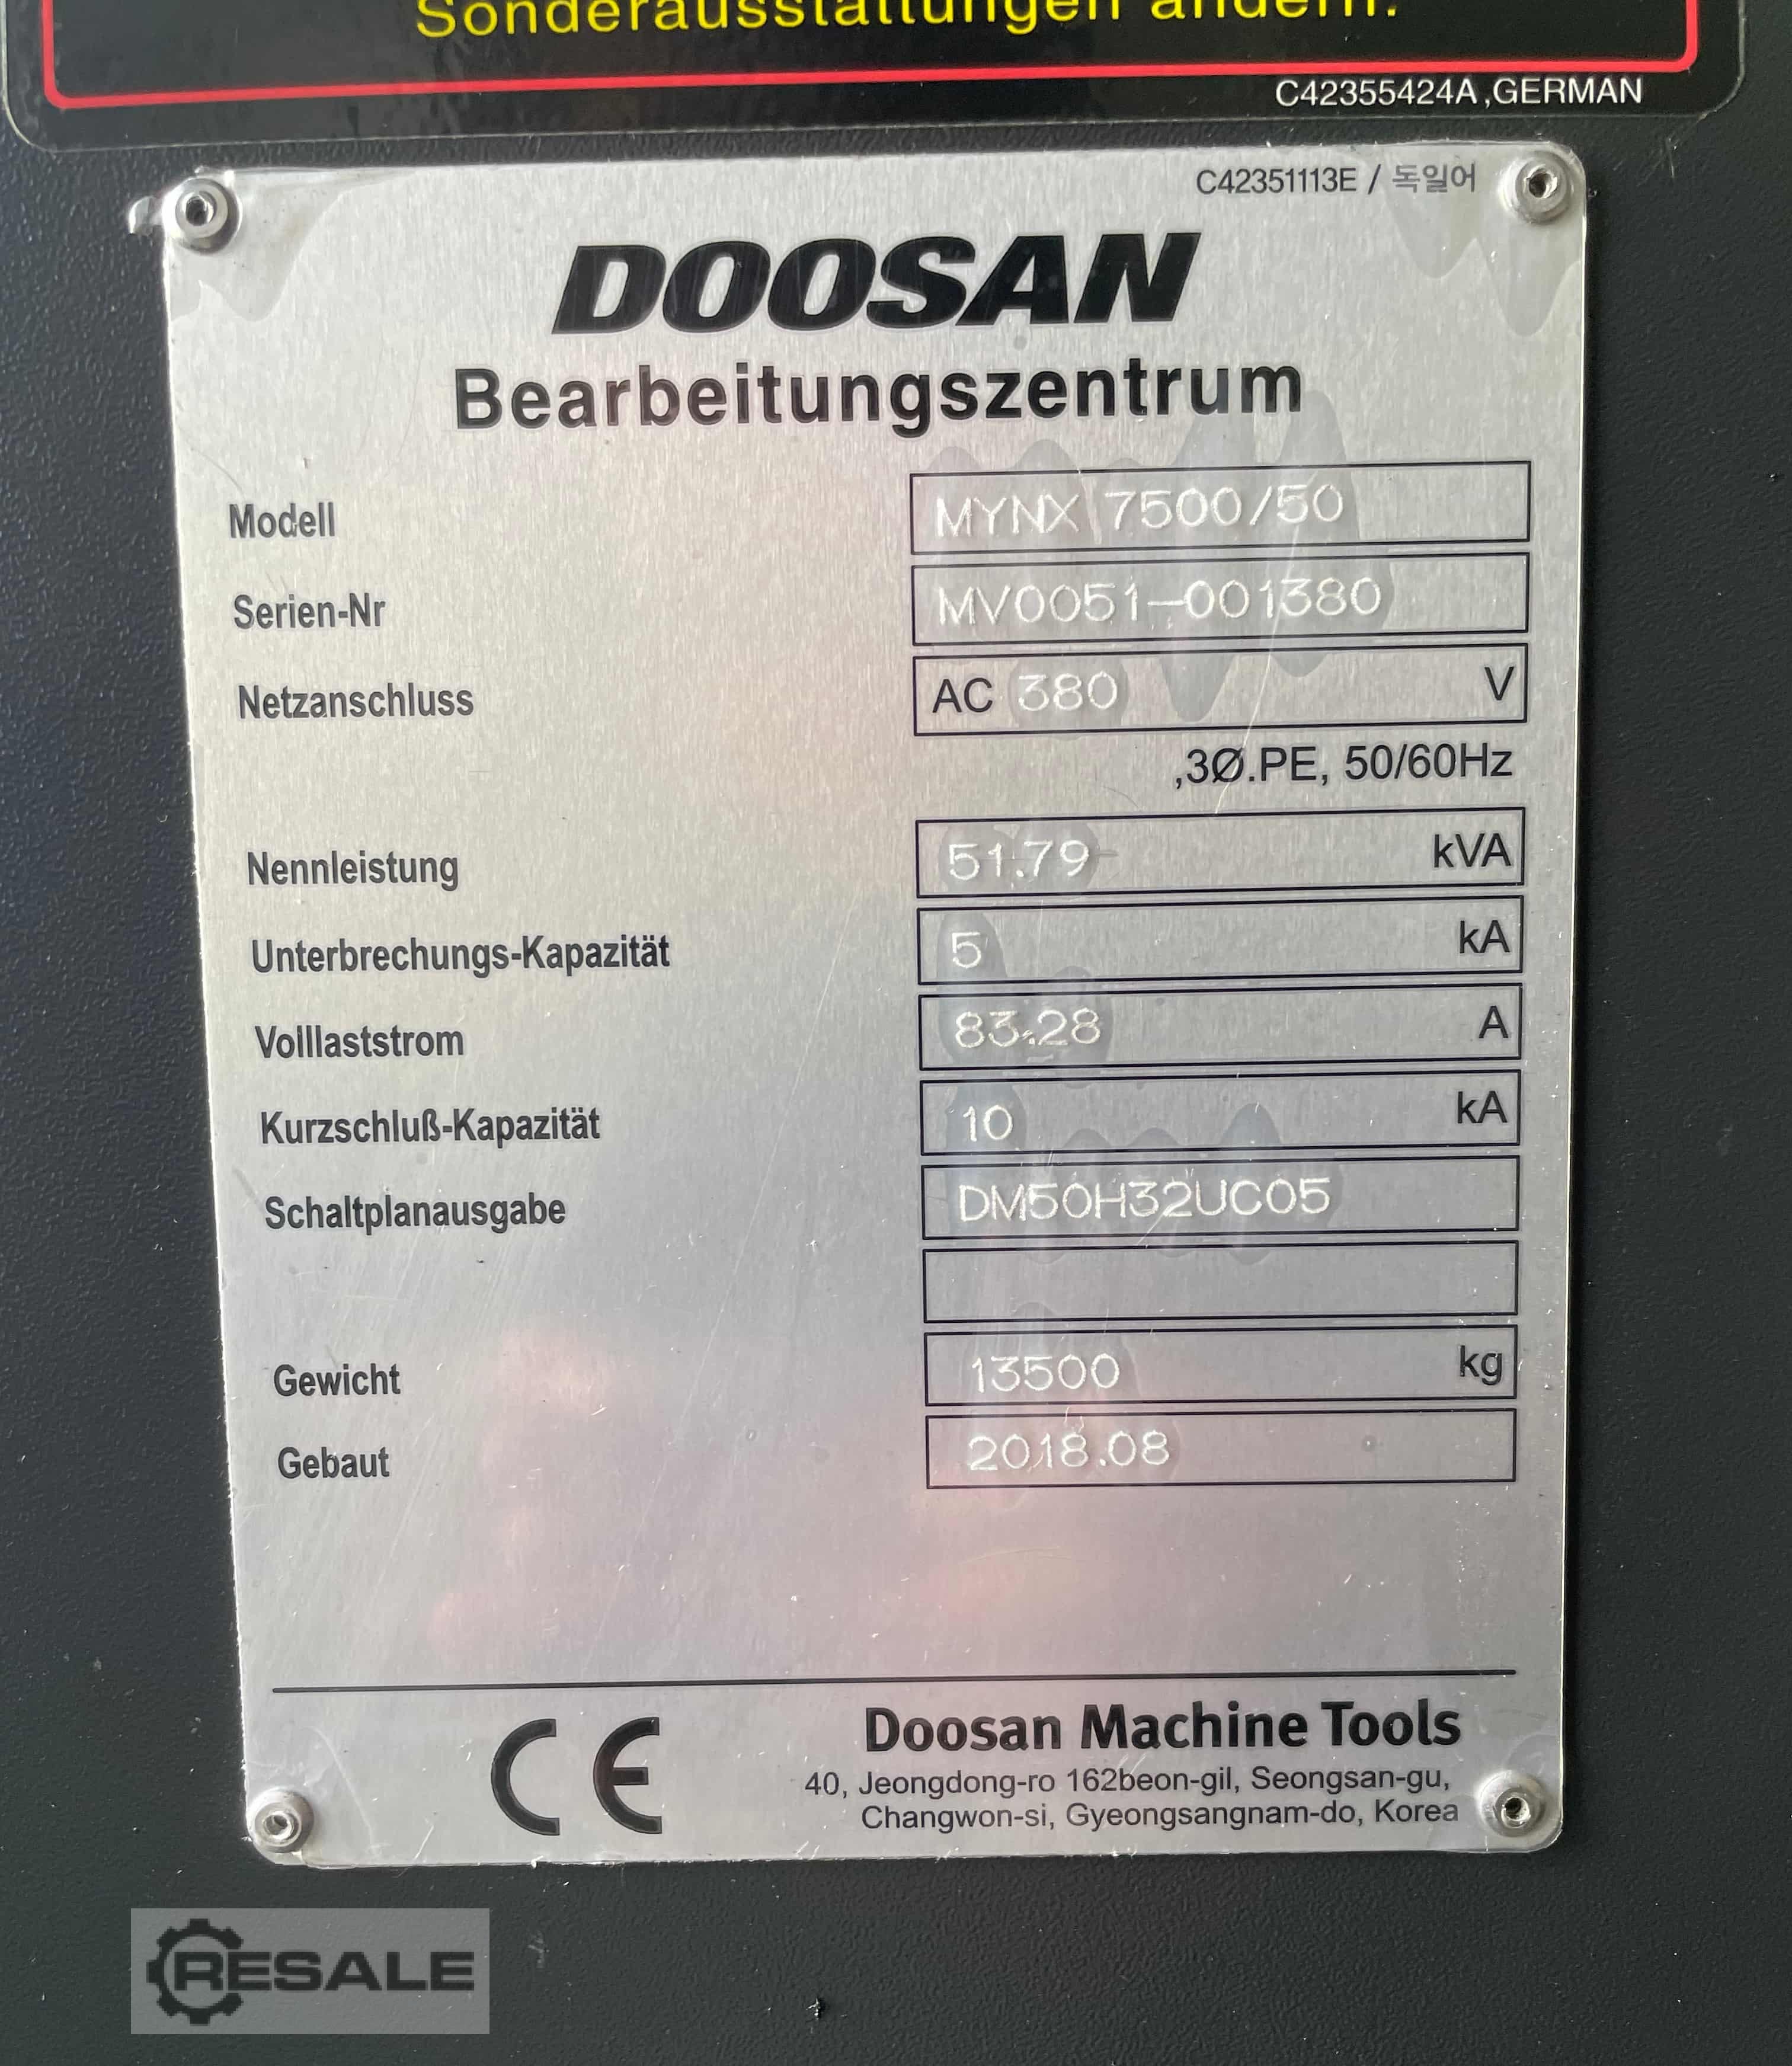 Sonderausstattungen ändern.
C42355424A,GERMAN
C42351113E / 독일어
DOOSAN
Bearbeitungszentrum
Modell MYNX 7500/50
Serien-Nr MV0051-001380
Netzanschluss AC 380 V
,3Ø.PE, 50/60Hz
Nennleistung 51.79 kVA
Unterbrechungs-Kapazität 5 kA
Volllaststrom 83.28 A
Kurzschluß-Kapazität 10 kA
Schaltplanausgabe DM50H32UC05
Gewicht 13500 kg
Gebaut 2018.08
CE
Doosan Machine Tools
40, Jeongdong-ro 162beon-gil, Seongsan-gu,
Changwon-si, Gyeongsangnam-do, Korea
RESALE